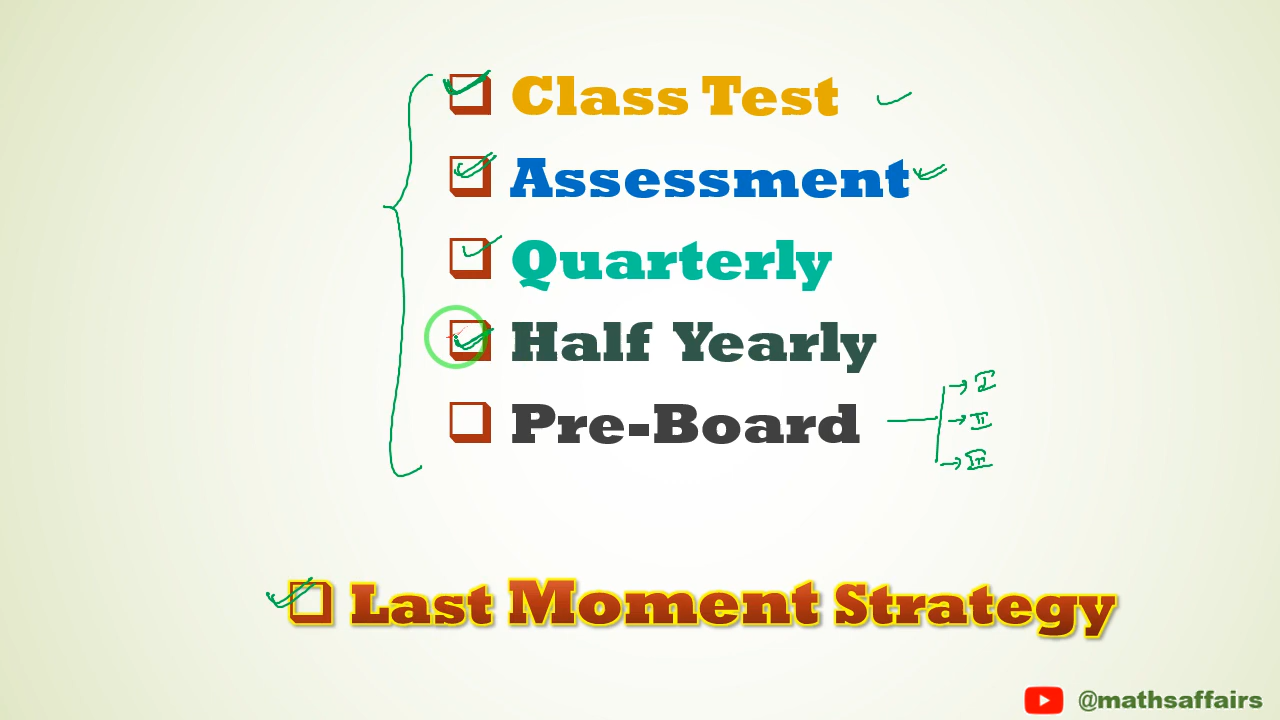 Class Test
Assessment
Quarterly
Half Yearly
Pre-Board
I
II
III
Last Moment Strategy
@mathsaffairs